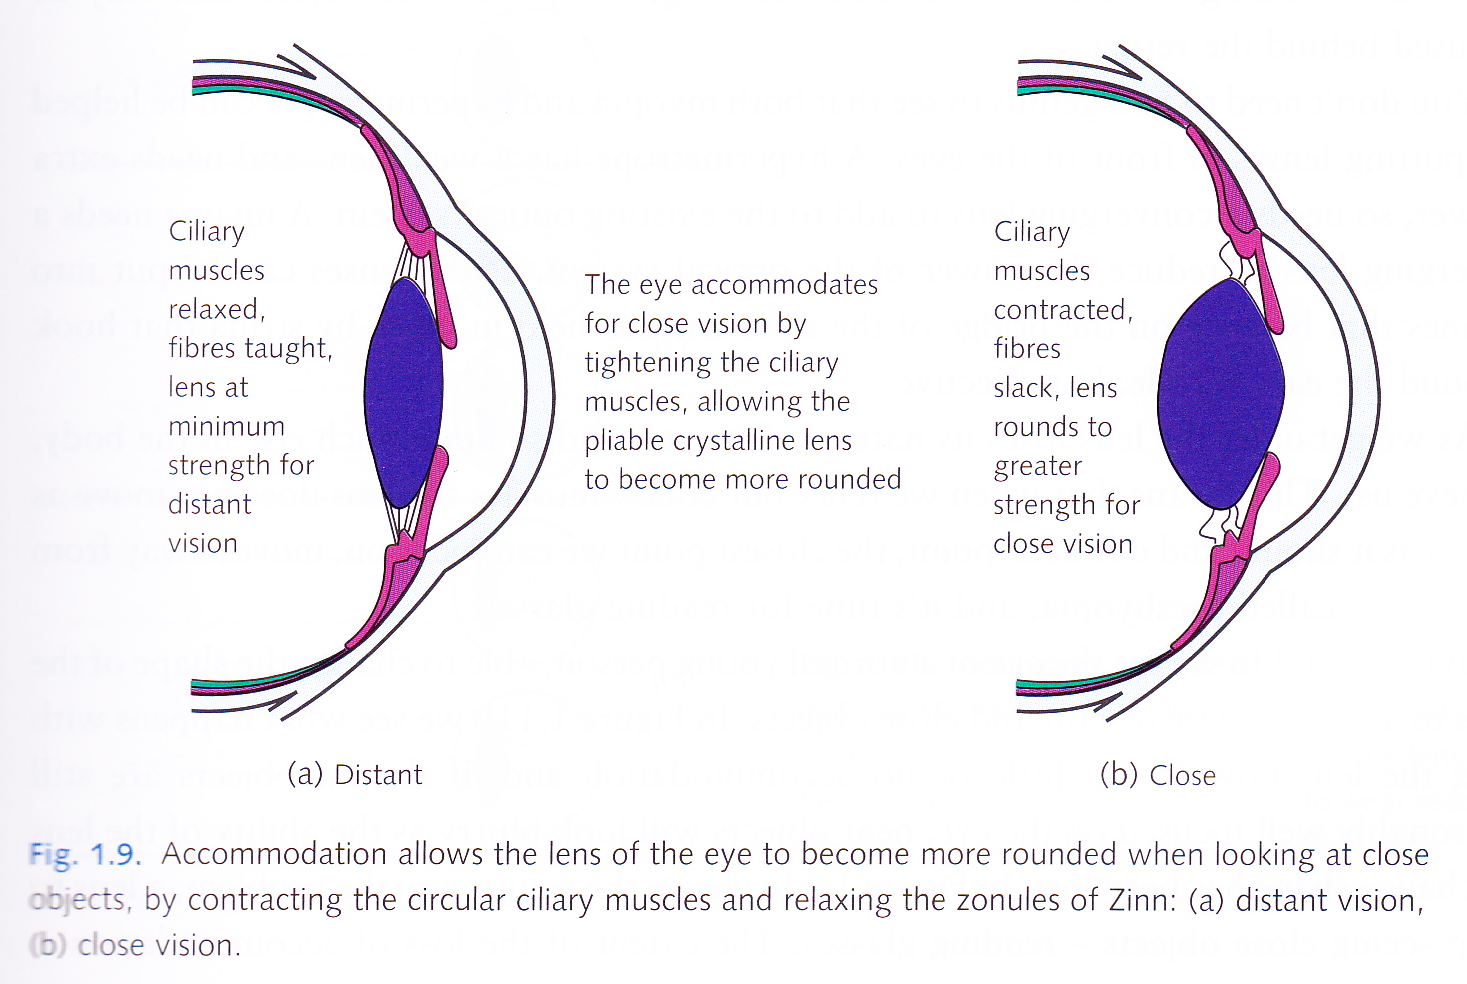 Ciliary
muscles
relaxed,
fibres taught,
lens at
minimum
strength for
distant
vision
The eye accommodates
for close vision by
tightening the ciliary
muscles, allowing the
pliable crystalline lens
to become more rounded
Ciliary
muscles
contracted,
fibres
slack, lens
rounds to
greater
strength for
close vision
(a) Distant
(b) Close
Fig. 1.9. Accommodation allows the lens of the eye to become more rounded when looking at close
objects, by contracting the circular ciliary muscles and relaxing the zonules of Zinn: (a) distant vision,
(b) close vision.